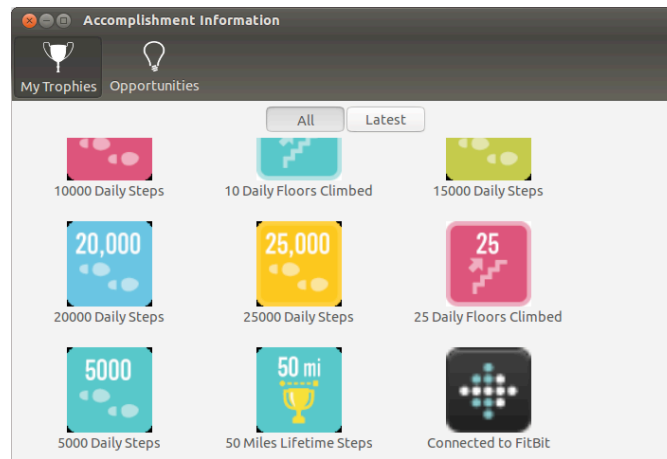 Accomplishment Information
My Trophies
Opportunities
All
Latest
10000 Daily Steps
10 Daily Floors Climbed
15000 Daily Steps
20,000
25,000
25
20000 Daily Steps
25000 Daily Steps
25 Daily Floors Climbed
5000
50 mi
5000 Daily Steps
50 Miles Lifetime Steps
Connected to FitBit